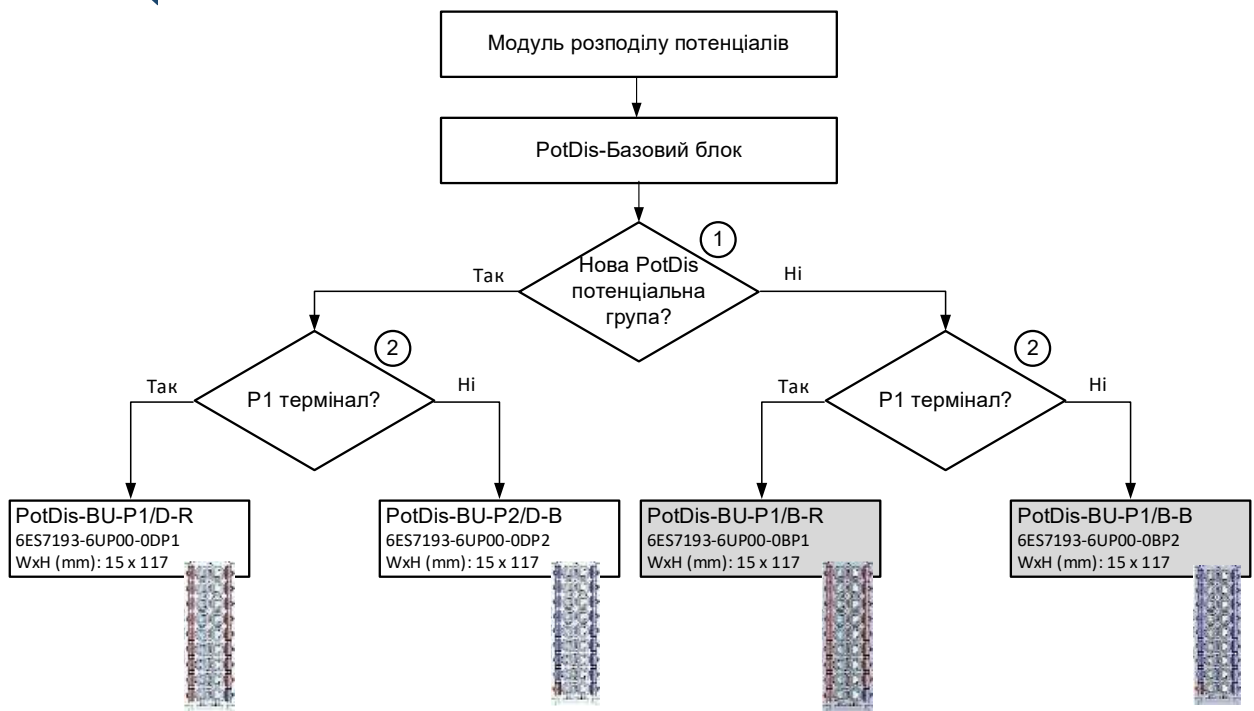 Модуль розподілу потенціалів
PotDis-Базовий блок
1
Нова PotDis
потенціальна
група?
Так
Ні
2
P1 термінал?
Так
Ні
2
P1 термінал?
Так
Ні
PotDis-BU-P1/D-R
6ES7193-6UP00-0DP1
WxH (mm): 15 x 117
PotDis-BU-P2/D-B
6ES7193-6UP00-0DP2
WxH (mm): 15 x 117
PotDis-BU-P1/B-R
6ES7193-6UP00-0BP1
WxH (mm): 15 x 117
PotDis-BU-P1/B-B
6ES7193-6UP00-0BP2
WxH (mm): 15 x 117